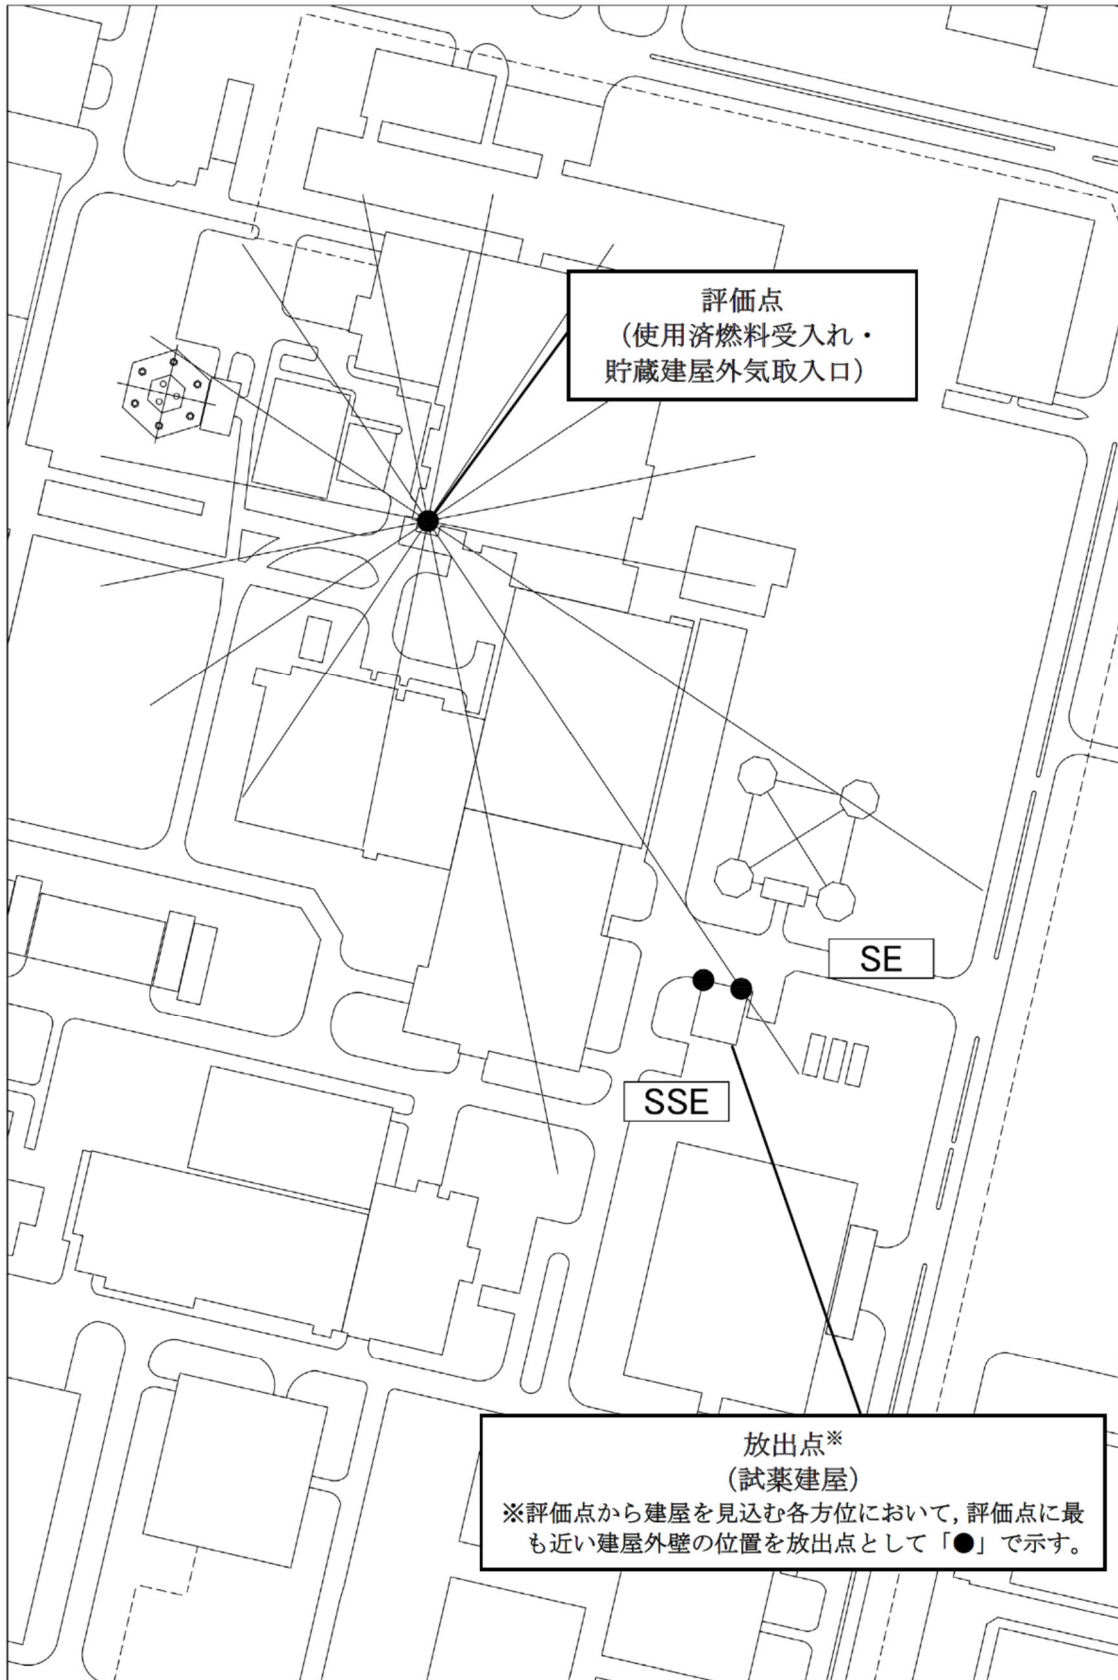 評価点
（使用済燃料受入れ・
貯蔵建屋外気取入口）
SE
SSE
放出点※
（試薬建屋）
※評価点から建屋を見込む各方位において，評価点に最
も近い建屋外壁の位置を放出点として「●」で示す。